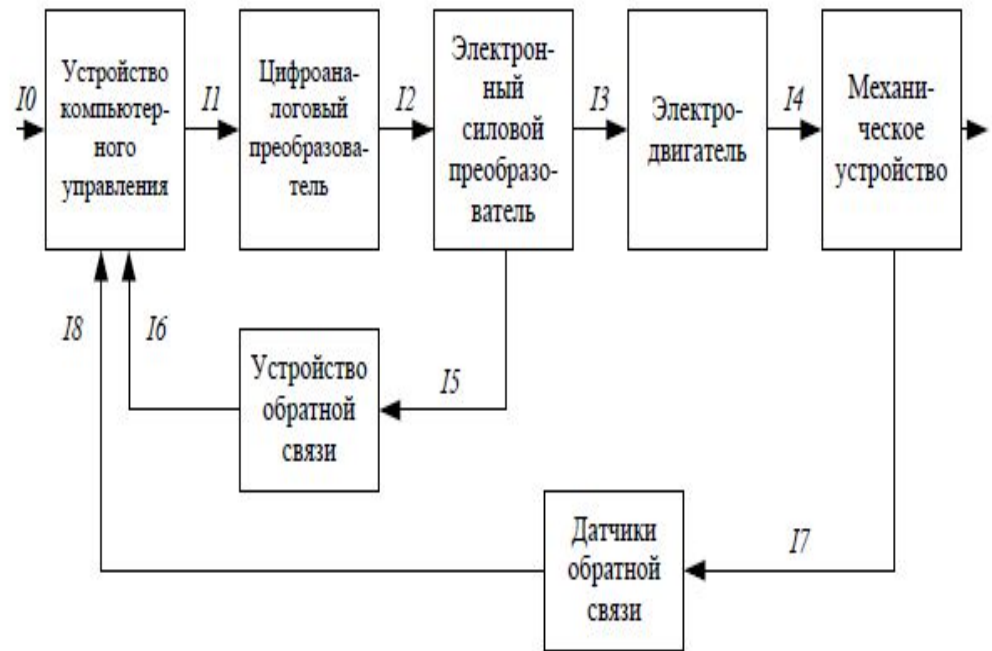 I0
Устройство
компьютер-
ного
управления
I1
Цифроана-
логовый
преобразова-
тель
I2
Электрон-
ный
силовой
преобразо-
ватель
I3
Электро-
двигатель
I4
Механи-
ческое
устройство
I8
I6
Устройство
обратной
связи
I5
Датчики
обратной
связи
I7